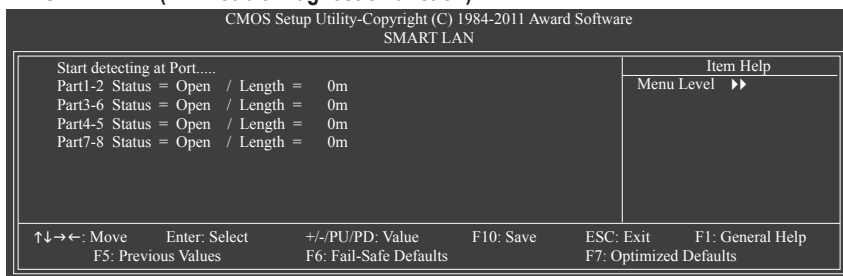 CMOS Setup Utility-Copyright (C) 1984-2011 Award Software
SMART LAN
Start detecting at Port.....
Part1-2 Status = Open / Length = 0m
Part3-6 Status = Open / Length = 0m
Part4-5 Status = Open / Length = 0m
Part7-8 Status = Open / Length = 0m
Item Help
Menu Level ▶▶
↑↓→←: Move Enter: Select +/-/PU/PD: Value F10: Save ESC: Exit F1: General Help
F5: Previous Values F6: Fail-Safe Defaults F7: Optimized Defaults